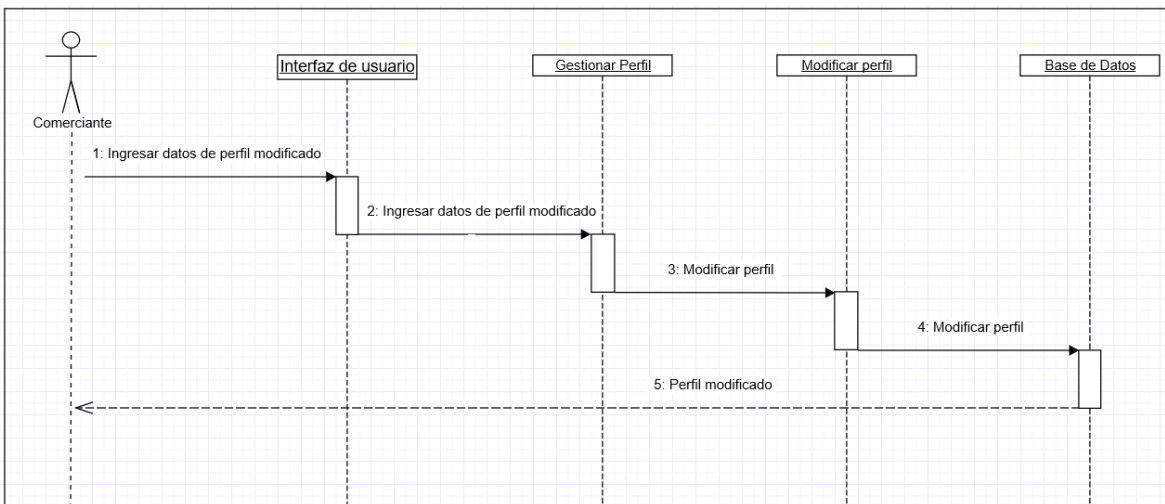 Interfaz de usuario
Gestionar Perfil
Modificar perfil
Base de Datos
Comerciante
1: Ingresar datos de perfil modificado
2: Ingresar datos de perfil modificado
3: Modificar perfil
4: Modificar perfil
5: Perfil modificado